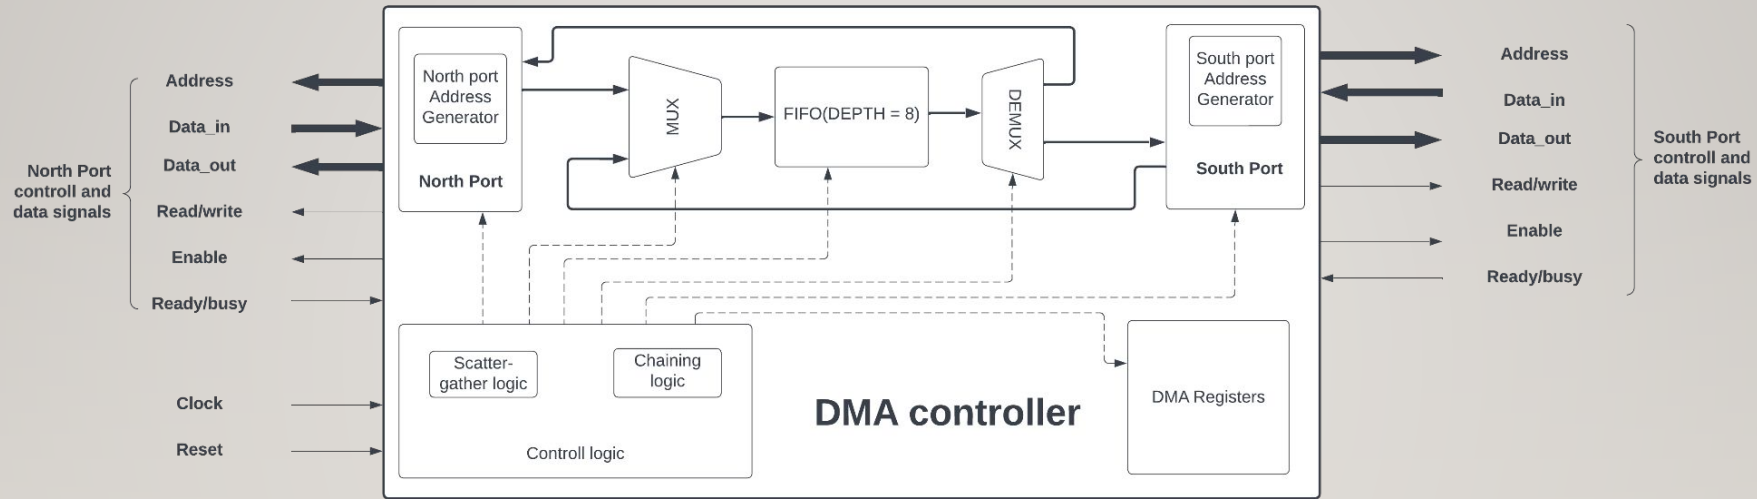 North Port
controll and
data signals
Address
Data_in
Data_out
Read/write
Enable
Ready/busy
Clock
Reset
North port
Address
Generator
North Port
MUX
FIFO(DEPTH = 8)
DEMUX
South port
Address
Generator
South Port
Scatter-
gather logic
Chaining
logic
Controll logic
DMA controller
DMA Registers
Address
Data_in
Data_out
Read/write
Enable
Ready/busy
South Port
controll and
data signals